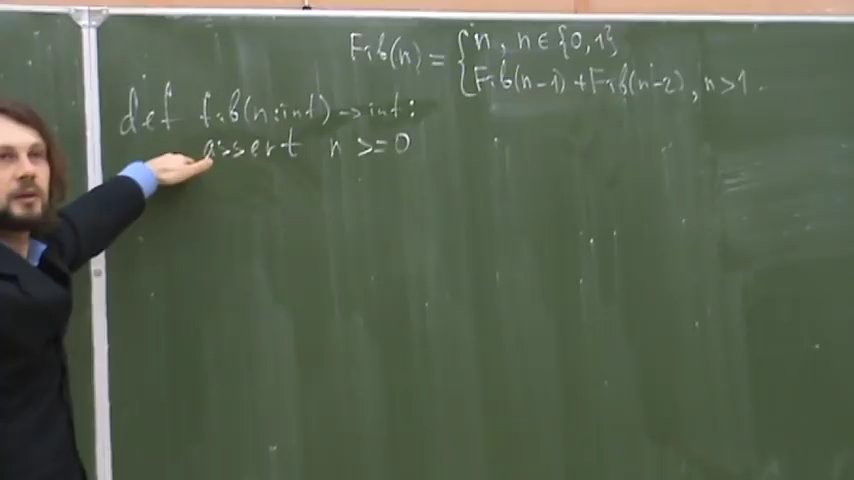 Fib(n) = { n, n ∈ {0, 1}
Fib(n-1) + Fib(n-2), n > 1.
def fib(n:int) -> int:
assert n >= 0